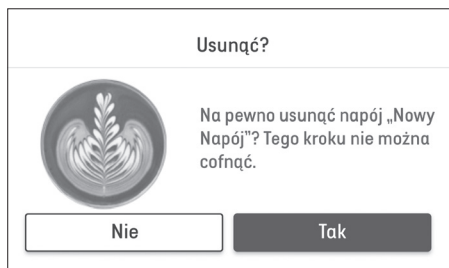 Usunąć?
Na pewno usunąć napój „Nowy
Napój”? Tego kroku nie można
cofnąć.
Nie
Tak